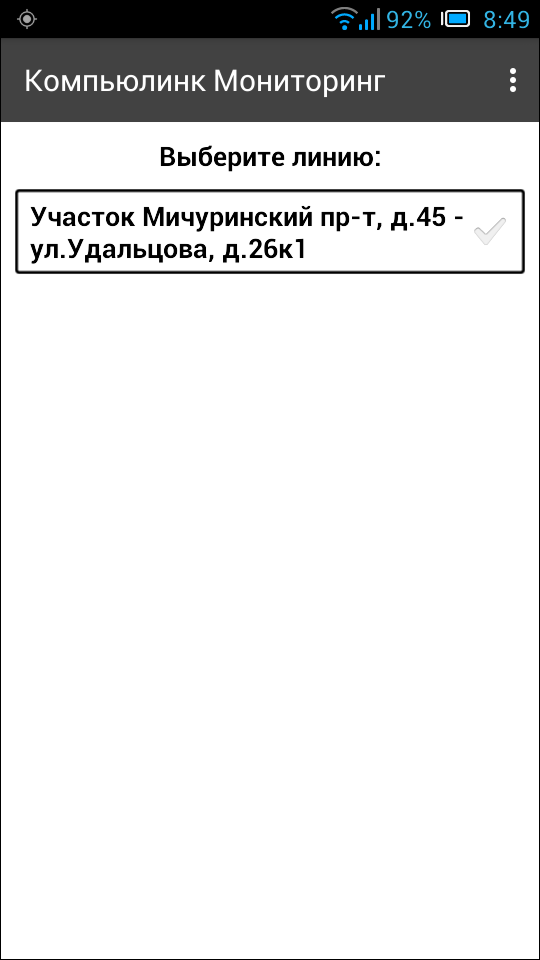 92% 8:49
Компьюлинк Мониторинг
Выберите линию:
Участок Мичуринский пр-т, д.45 -
ул.Удальцова, д.26к1